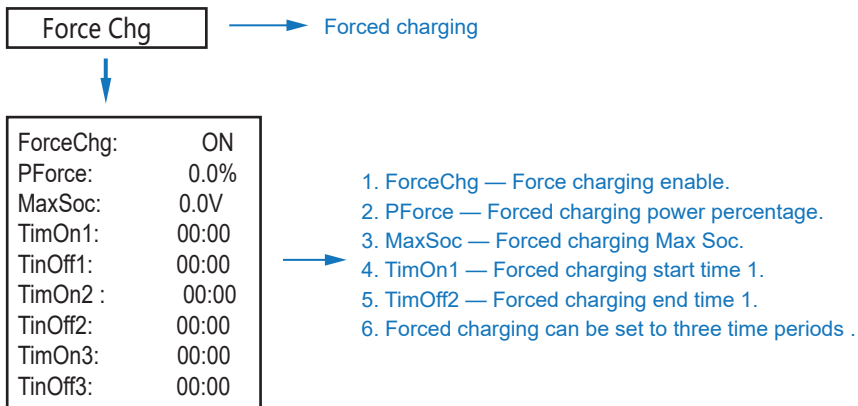 Force Chg
Forced charging
ForceChg: ON
PForce: 0.0%
MaxSoc: 0.0V
TimOn1: 00:00
TinOff1: 00:00
TimOn2 : 00:00
TinOff2: 00:00
TimOn3: 00:00
TinOff3: 00:00
1. ForceChg — Force charging enable.
2. PForce — Forced charging power percentage.
3. MaxSoc — Forced charging Max Soc.
4. TimOn1 — Forced charging start time 1.
5. TimOff2 — Forced charging end time 1.
6. Forced charging can be set to three time periods .